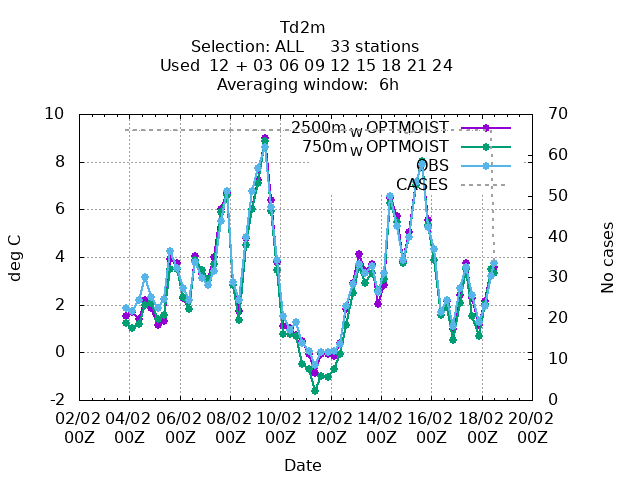 Td2m
Selection: ALL 33 stations
Used 12 + 03 06 09 12 15 18 21 24
Averaging window: 6h
10 70
2500m W OPTMOIST
750m W OPTMOIST
8 60
OBS
CASES
50
6
40
4
30
2
20
0
10
-2 0
02/02 04/02 06/02 08/02 10/02 12/02 14/02 16/02 18/02 20/02
00Z 00Z 00Z 00Z 00Z 00Z 00Z 00Z 00Z 00Z
Date
deg C
No cases